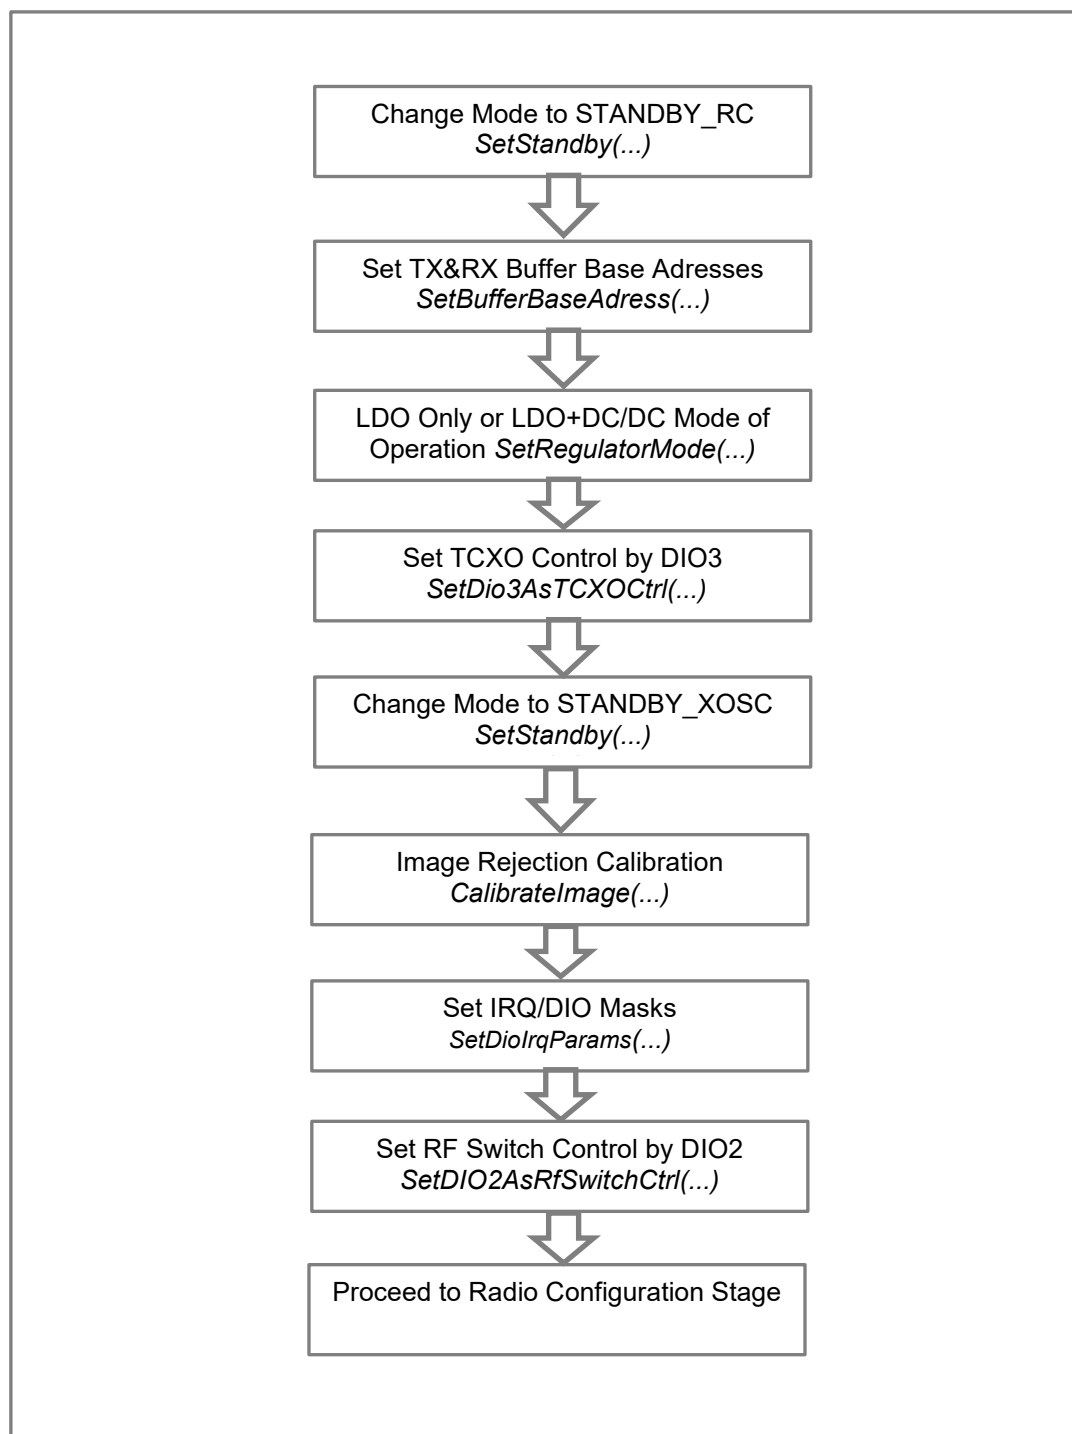 Change Mode to STANDBY_RC
SetStandby(...)
Set TX&RX Buffer Base Adresses
SetBufferBaseAdress(...)
LDO Only or LDO+DC/DC Mode of
Operation SetRegulatorMode(...)
Set TCXO Control by DIO3
SetDio3AsTCXOCtrl(...)
Change Mode to STANDBY_XOSC
SetStandby(...)
Image Rejection Calibration
CalibrateImage(...)
Set IRQ/DIO Masks
SetDioIrqParams(...)
Set RF Switch Control by DIO2
SetDIO2AsRfSwitchCtrl(...)
Proceed to Radio Configuration Stage